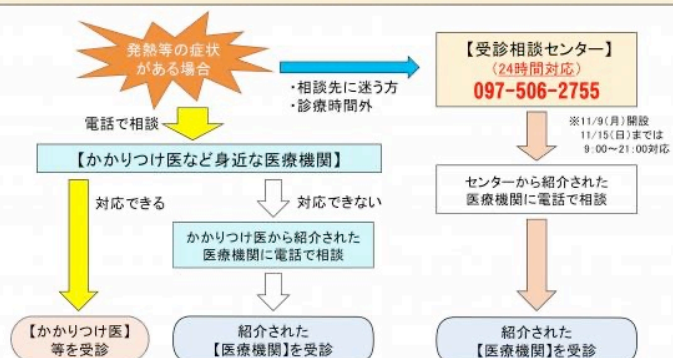 発熱等の症状
がある場合
・相談先に迷う方
・診療時間外
【受診相談センター】
(24時間対応)
097-506-2755
※11/9(月)開設
11/15(日)までは
9:00～21:00対応
電話で相談
【かかりつけ医など身近な医療機関】
対応できる
対応できない
かかりつけ医から紹介された
医療機関に電話で相談
センターから紹介された
医療機関に電話で相談
【かかりつけ医】
等を受診
紹介された
【医療機関】を受診
紹介された
【医療機関】を受診